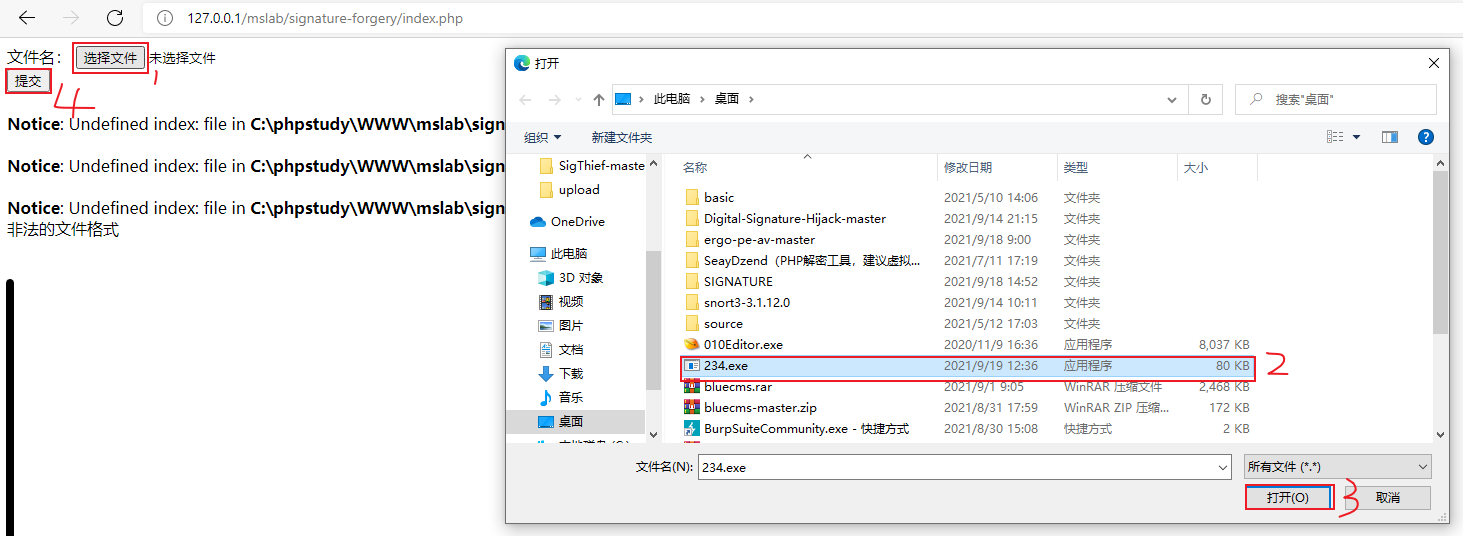 127.0.0.1/mslab/signature-forgery/index.php
文件名： 选择文件 未选择文件
1
提交
4
Notice: Undefined index: file in C:\phpstudy\WWW\mslab\sign
Notice: Undefined index: file in C:\phpstudy\WWW\mslab\sign
Notice: Undefined index: file in C:\phpstudy\WWW\mslab\sign
非法的文件格式
打开
此电脑 › 桌面 ›
搜索"桌面"
组织 新建文件夹
SigThief-master
upload
OneDrive
此电脑
3D 对象
视频
图片
文档
下载
音乐
桌面
名称 修改日期 类型 大小
basic 2021/5/10 14:06 文件夹
Digital-Signature-Hijack-master 2021/9/14 21:15 文件夹
ergo-pe-av-master 2021/9/18 9:00 文件夹
SeayDzend（PHP解密工具，建议虚拟... 2021/7/11 17:19 文件夹
SIGNATURE 2021/9/18 14:52 文件夹
snort3-3.1.12.0 2021/9/14 10:11 文件夹
source 2021/5/12 17:03 文件夹
010Editor.exe 2020/11/9 16:36 应用程序 8,037 KB
234.exe 2021/9/19 12:36 应用程序 80 KB
2
bluecms.rar 2021/9/1 9:05 WinRAR 压缩文件 2,468 KB
bluecms-master.zip 2021/8/31 17:59 WinRAR ZIP 压缩... 172 KB
BurpSuiteCommunity.exe - 快捷方式 2021/8/30 15:08 快捷方式 2 KB
文件名(N): 234.exe 所有文件 (*.*)
打开(O) 3 取消